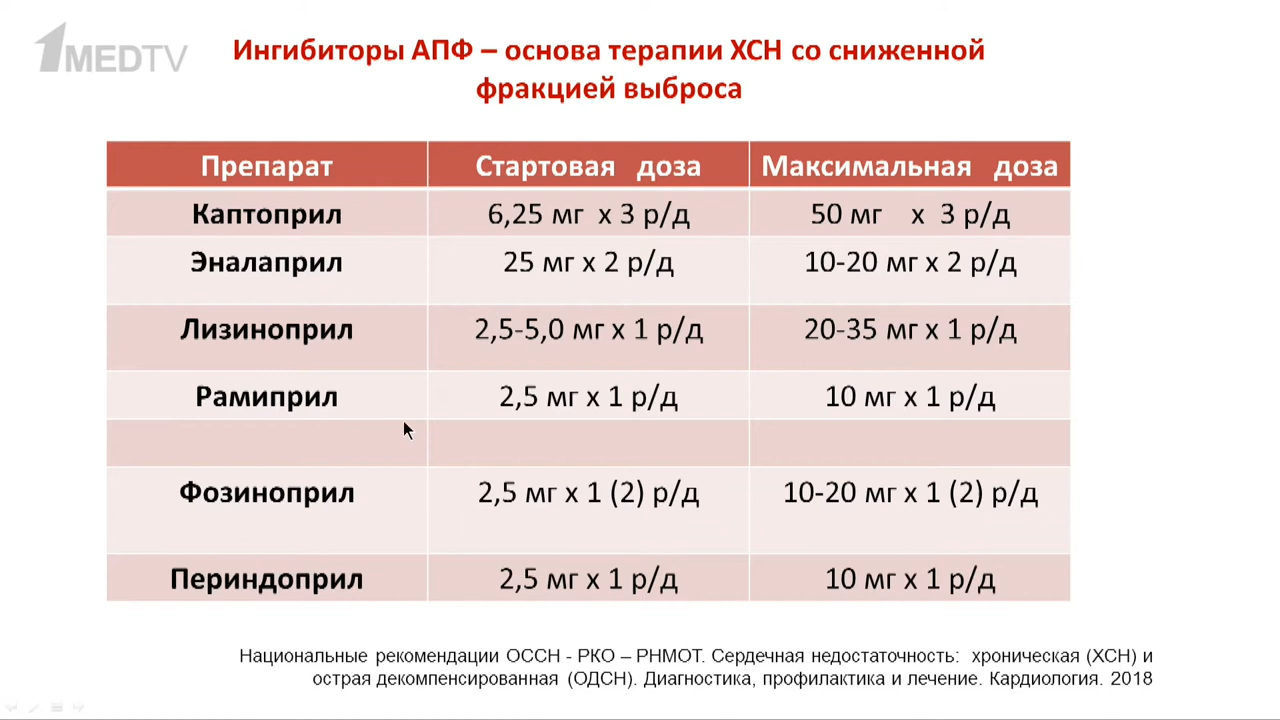 1MEDTV
Ингибиторы АПФ – основа терапии ХСН со сниженной
фракцией выброса
Препарат Стартовая доза Максимальная доза
Каптоприл 6,25 мг х 3 р/д 50 мг х 3 р/д
Эналаприл 25 мг х 2 р/д 10-20 мг х 2 р/д
Лизиноприл 2,5-5,0 мг х 1 р/д 20-35 мг х 1 р/д
Рамиприл 2,5 мг х 1 р/д 10 мг х 1 р/д
Фозиноприл 2,5 мг х 1 (2) р/д 10-20 мг х 1 (2) р/д
Периндоприл 2,5 мг х 1 р/д 10 мг х 1 р/д
Национальные рекомендации ОССН - РКО – РНМОТ. Сердечная недостаточность: хроническая (ХСН) и
острая декомпенсированная (ОДСН). Диагностика, профилактика и лечение. Кардиология. 2018